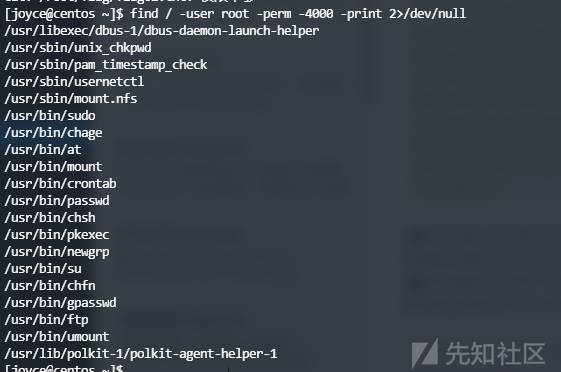 [joyce@centos ~]$ find / -user root -perm -4000 -print 2>/dev/null
/usr/libexec/dbus-1/dbus-daemon-launch-helper
/usr/sbin/unix_chkpwd
/usr/sbin/pam_timestamp_check
/usr/sbin/usernetctl
/usr/sbin/mount.nfs
/usr/bin/sudo
/usr/bin/chage
/usr/bin/at
/usr/bin/mount
/usr/bin/crontab
/usr/bin/passwd
/usr/bin/chsh
/usr/bin/pkexec
/usr/bin/newgrp
/usr/bin/su
/usr/bin/chfn
/usr/bin/gpasswd
/usr/bin/ftp
/usr/bin/umount
/usr/lib/polkit-1/polkit-agent-helper-1
[joyce@centos ~]$
先知社区